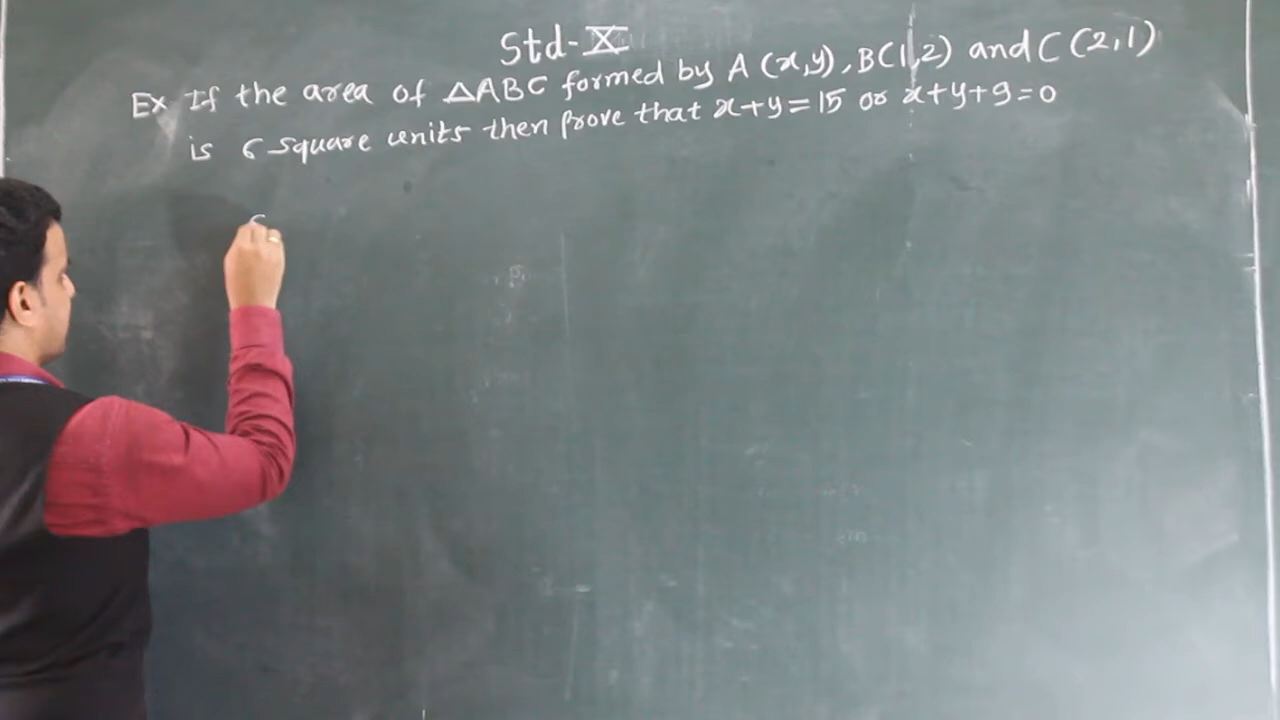 Std-X
Ex If the area of △ABC formed by A (x,y), B(1,2) and C (2,1)
is 6 square units then prove that x+y=15 or x+y+9=0